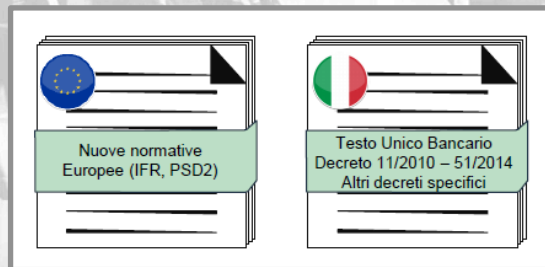 Nuove normative
Europee (IFR, PSD2)
Testo Unico Bancario
Decreto 11/2010 – 51/2014
Altri decreti specifici